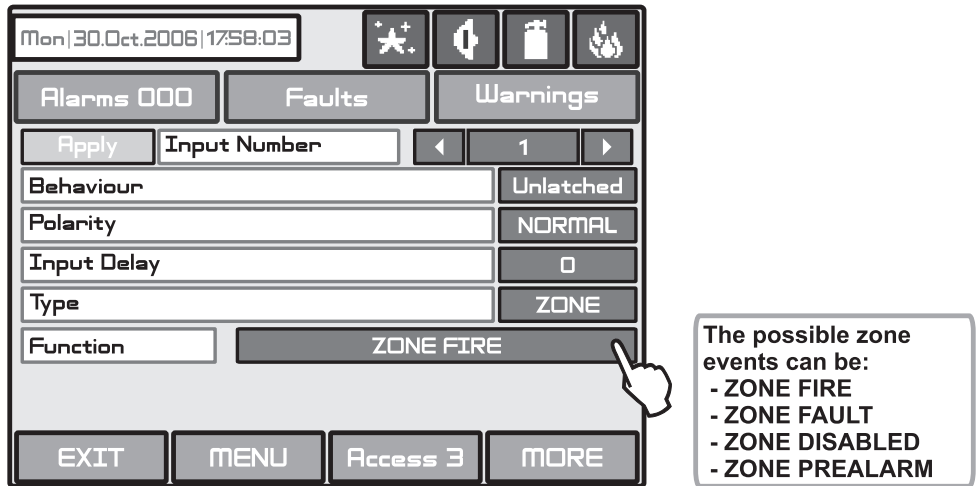 Mon|30.Oct.2006|17:58:03
Alarms 000 Faults Warnings
Apply Input Number 1
Behaviour Unlatched
Polarity NORMAL
Input Delay 0
Type ZONE
Function ZONE FIRE
EXIT MENU Access 3 MORE
The possible zone
events can be:
- ZONE FIRE
- ZONE FAULT
- ZONE DISABLED
- ZONE PREALARM